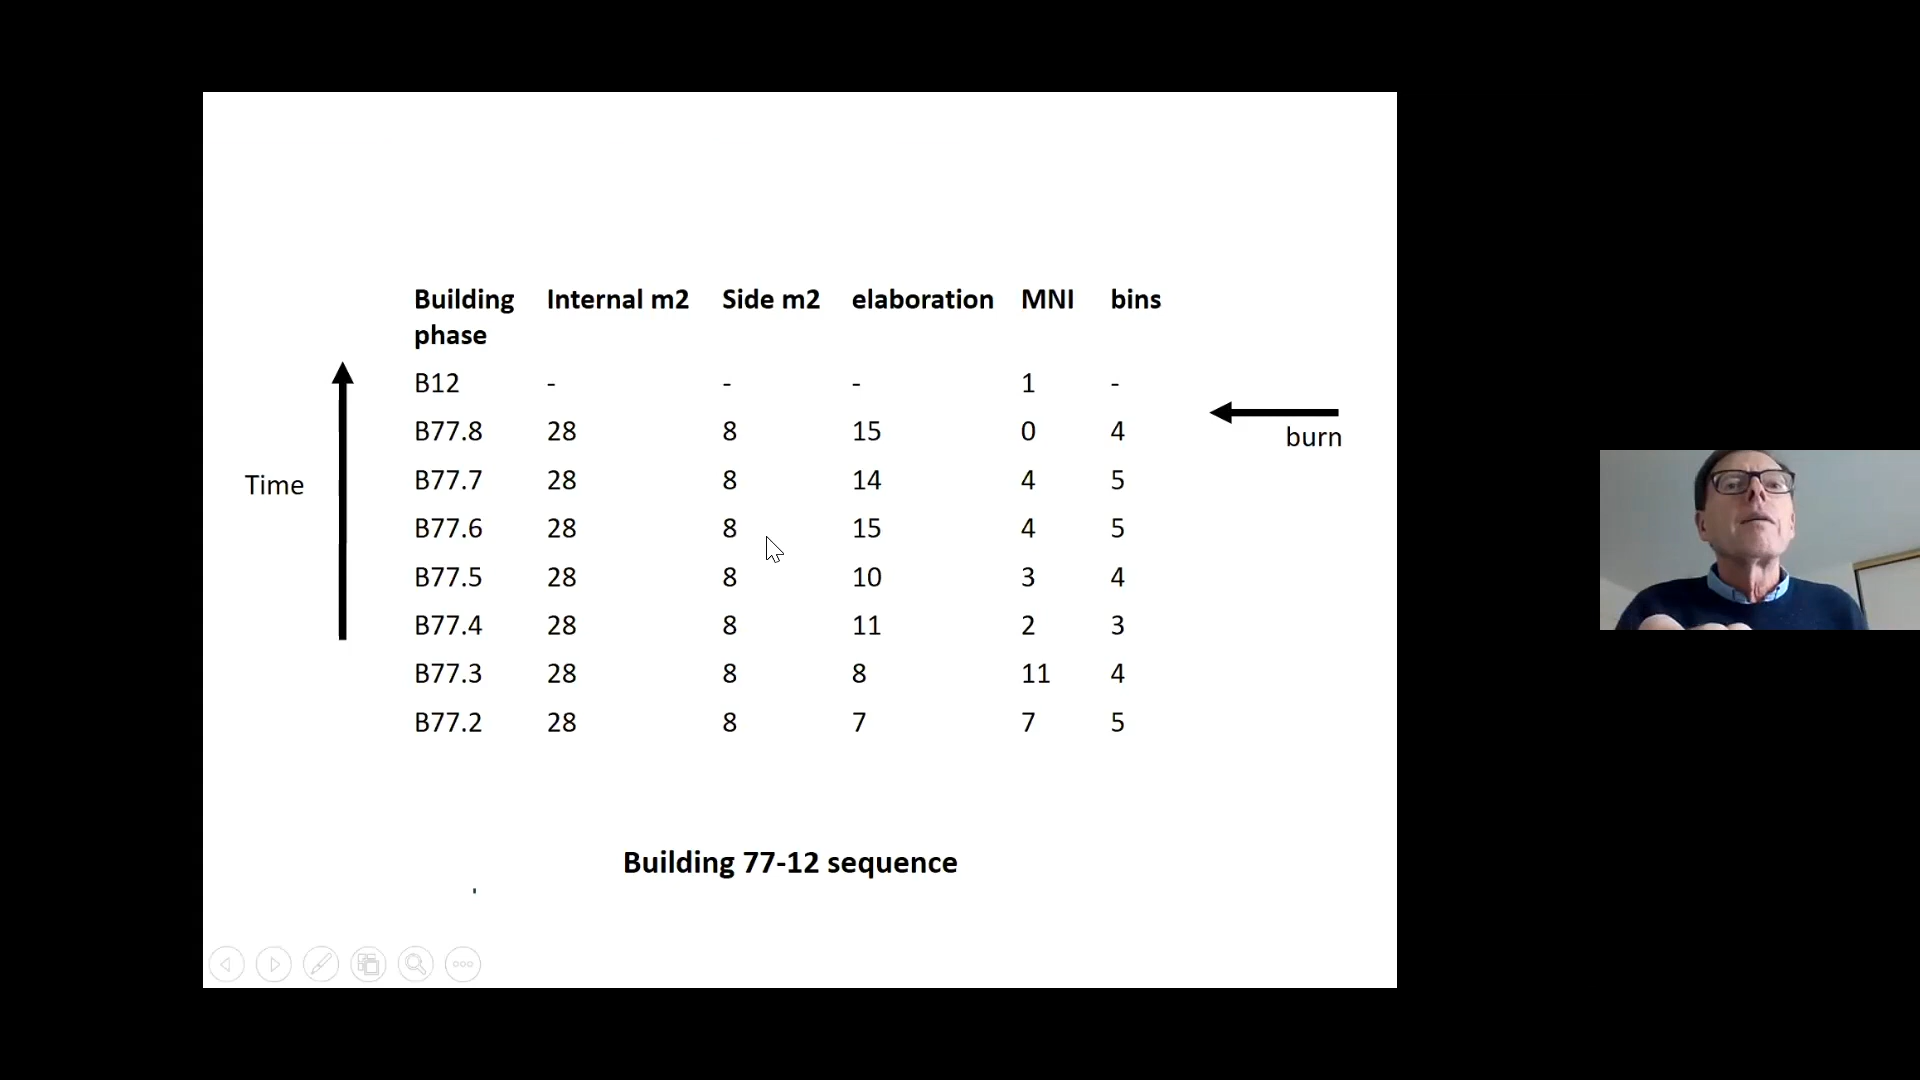 Building phase Internal m2 Side m2 elaboration MNI bins
B12 - - - 1 -
B77.8 28 8 15 0 4
B77.7 28 8 14 4 5
B77.6 28 8 15 4 5
B77.5 28 8 10 3 4
B77.4 28 8 11 2 3
B77.3 28 8 8 11 4
B77.2 28 8 7 7 5
Time
burn
Building 77-12 sequence